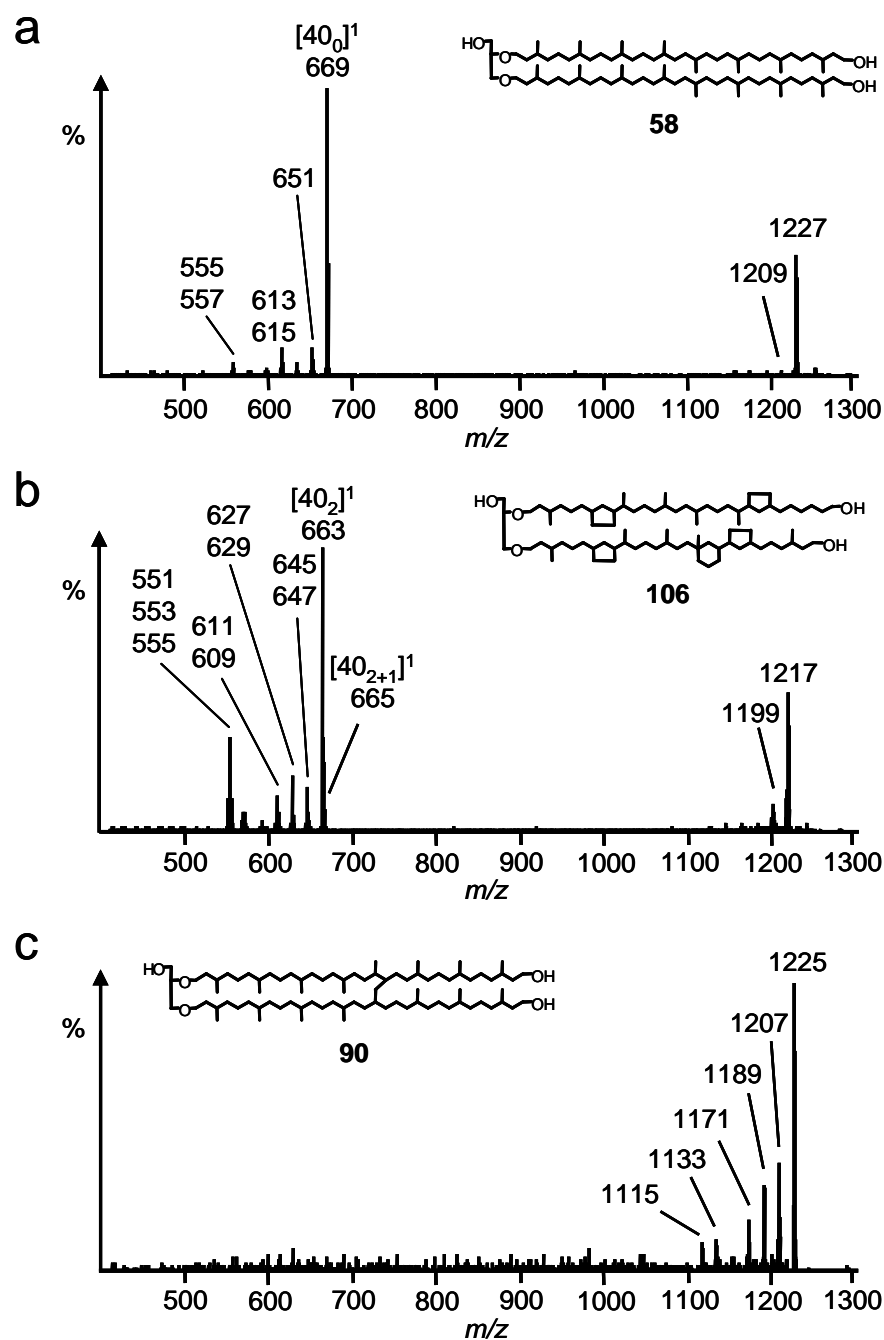 a
[40₀]¹
669
HO
O
OH
O
OH
58
%
651
1227
1209
555
557
613
615
500 600 700 800 900 1000 1100 1200 1300
m/z
b
[40₂]¹
663
627
629
645
647
HO
O
OH
O
OH
106
%
551
553
555
611
609
[40₂₊₁]¹
665
1217
1199
500 600 700 800 900 1000 1100 1200 1300
m/z
c
HO
O
OH
O
OH
90
%
1225
1207
1189
1171
1133
1115
500 600 700 800 900 1000 1100 1200 1300
m/z